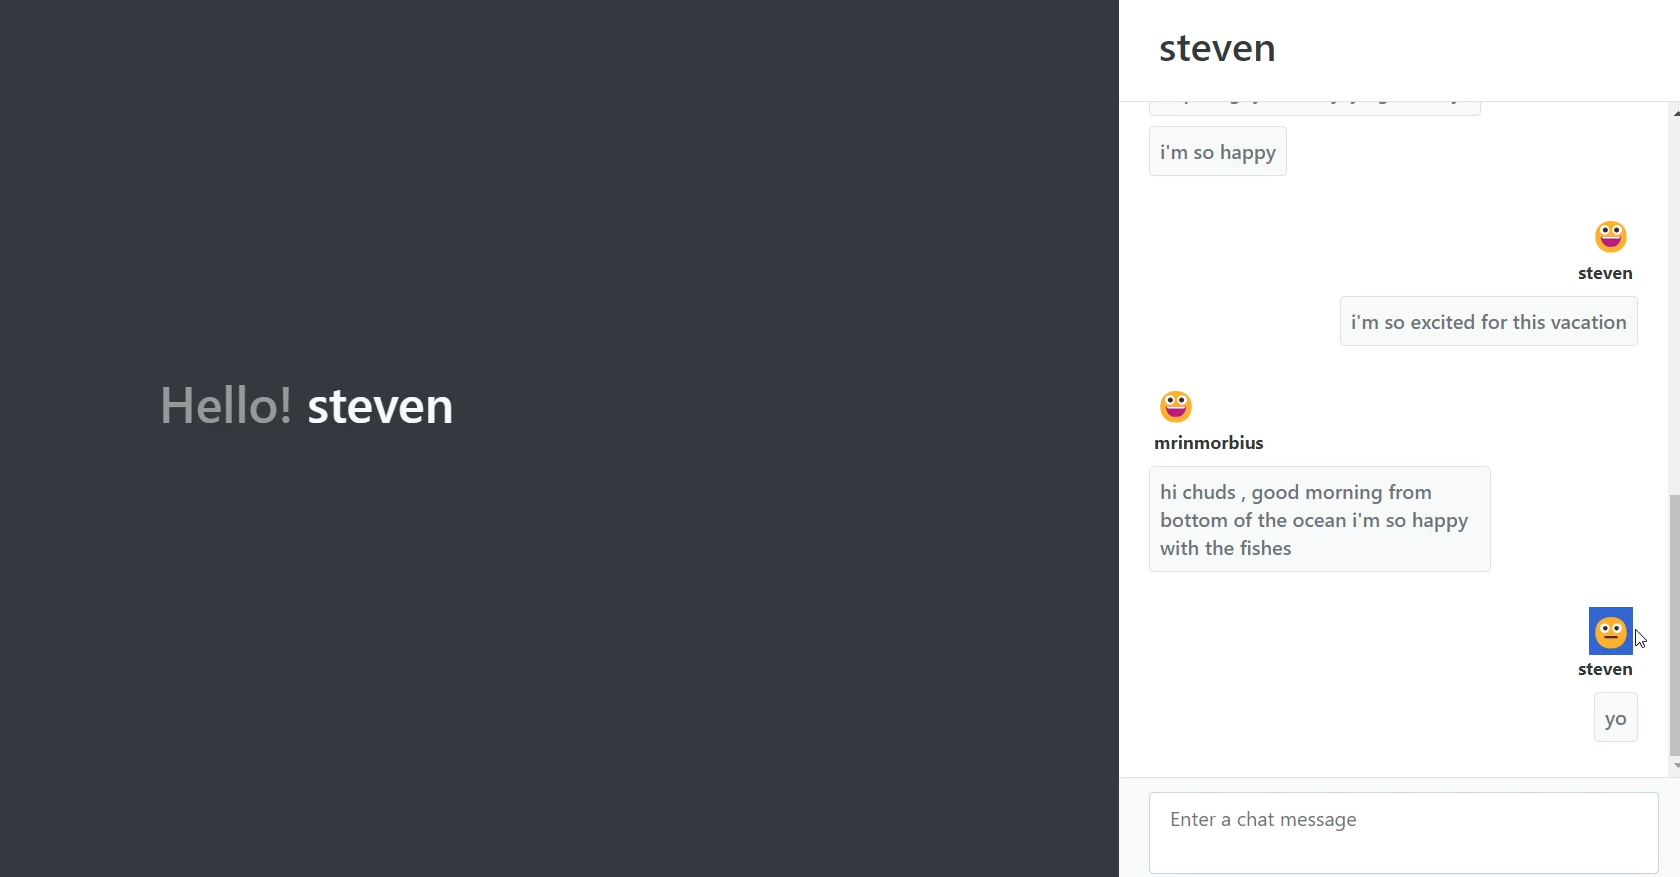 steven
i'm so happy
steven
i'm so excited for this vacation
Hello! steven
mrinmorbius
hi chuds , good morning from
bottom of the ocean i'm so happy
with the fishes
steven
yo
Enter a chat message